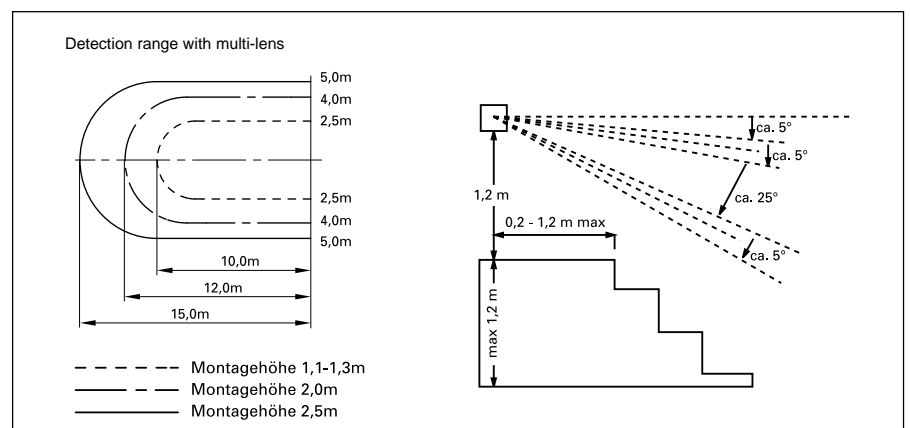 Detection range with multi-lens
5,0m
4,0m
2,5m
2,5m
4,0m
5,0m
10,0m
12,0m
15,0m
Montagehöhe 1,1-1,3m
Montagehöhe 2,0m
Montagehöhe 2,5m
ca. 5°
ca. 5°
ca. 25°
ca. 5°
1,2 m
0,2 - 1,2 m max
max 1,2 m